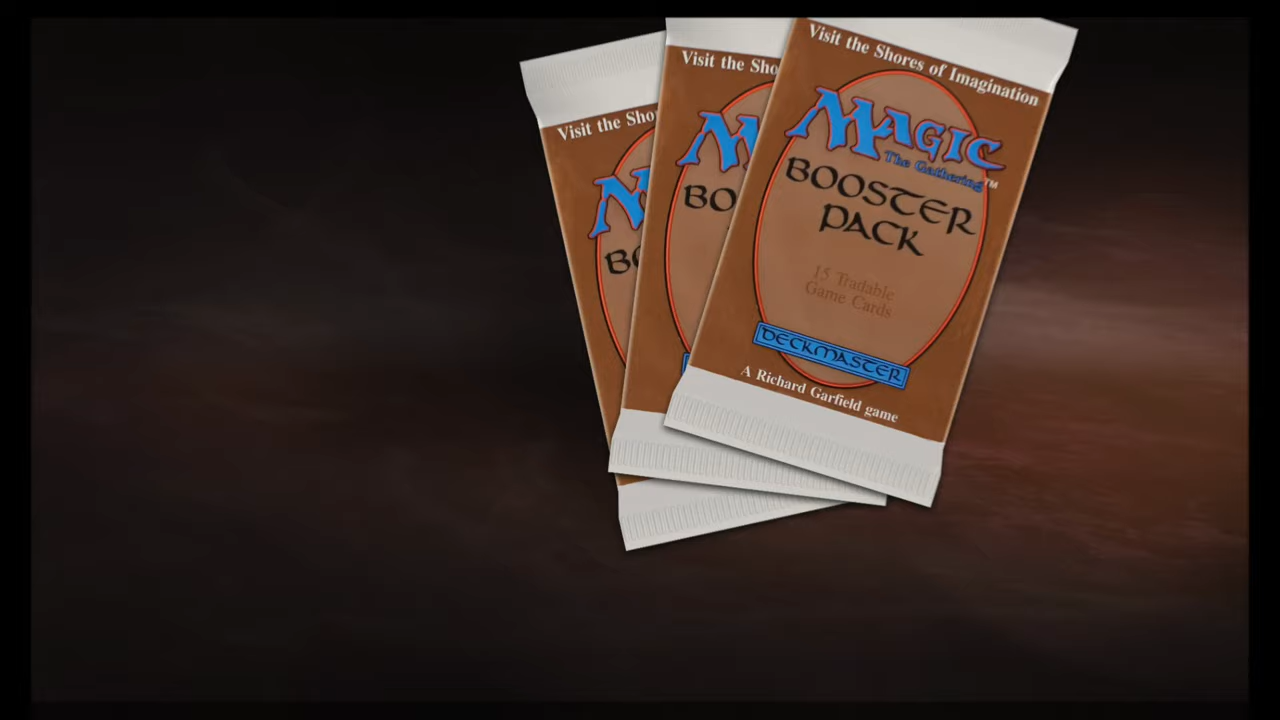 Visit the Sho
M
BO
Visit the Sho
M
BO
Visit the Shores of Imagination
MAGIC
The Gathering™
BOOSTER
PACK
15 Tradable
Game Cards
DECKMASTER
A Richard Garfield game